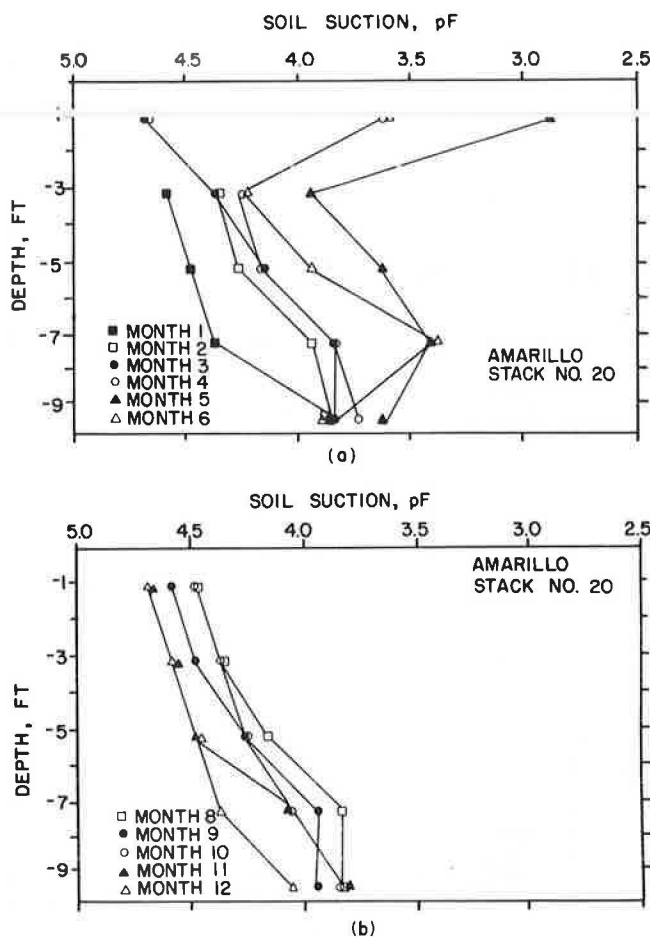 SOIL SUCTION, pF
5.0 4.5 4.0 3.5 3.0 2.5
DEPTH, FT
-3
-5
-7
-9
MONTH 1
MONTH 2
MONTH 3
MONTH 4
MONTH 5
MONTH 6
AMARILLO
STACK NO. 20
(a)
SOIL SUCTION, pF
5.0 4.5 4.0 3.5 3.0 2.5
DEPTH, FT
-1
-3
-5
-7
-9
AMARILLO
STACK NO. 20
MONTH 8
MONTH 9
MONTH 10
MONTH 11
MONTH 12
(b)